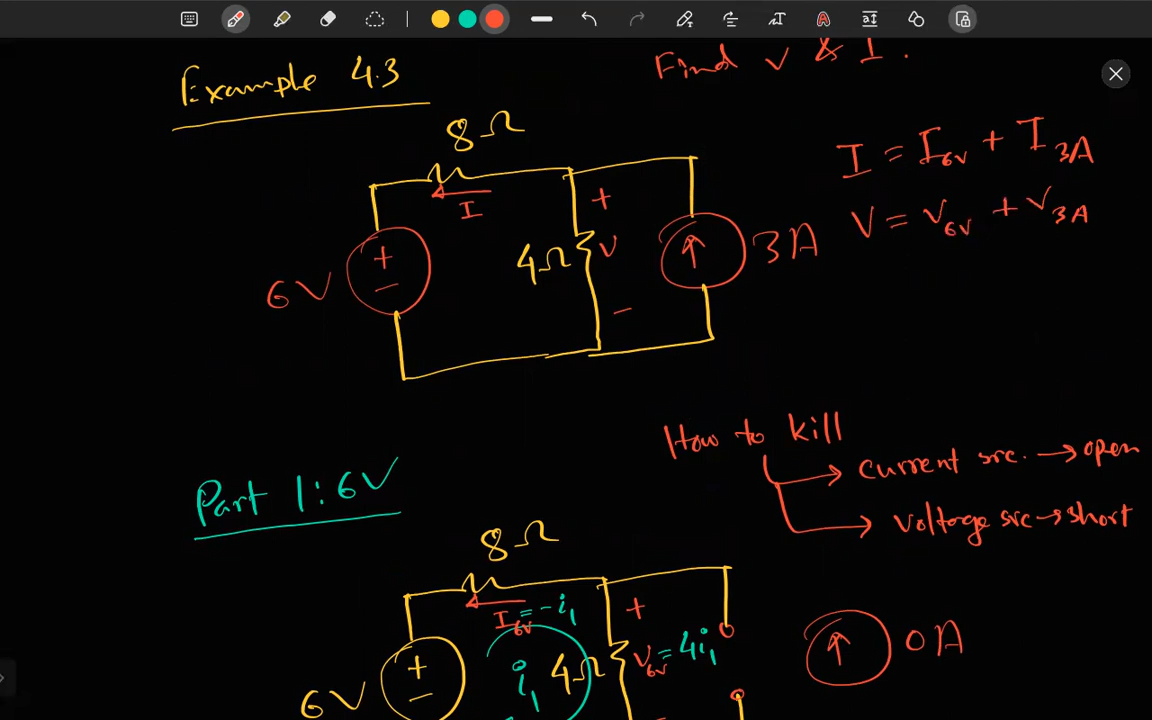 Find V & I.
Example 4.3
8Ω
I = I6V + I3A
I
+
V = V6V + V3A
+
-
6V
4Ω
V
↑
3A
-
How to kill
→ current src. → open
→ voltage src → short
Part 1: 6V
8Ω
I6V = -i1
+
+
-
6V
i1
4Ω
V6V = 4i1
↑
0A